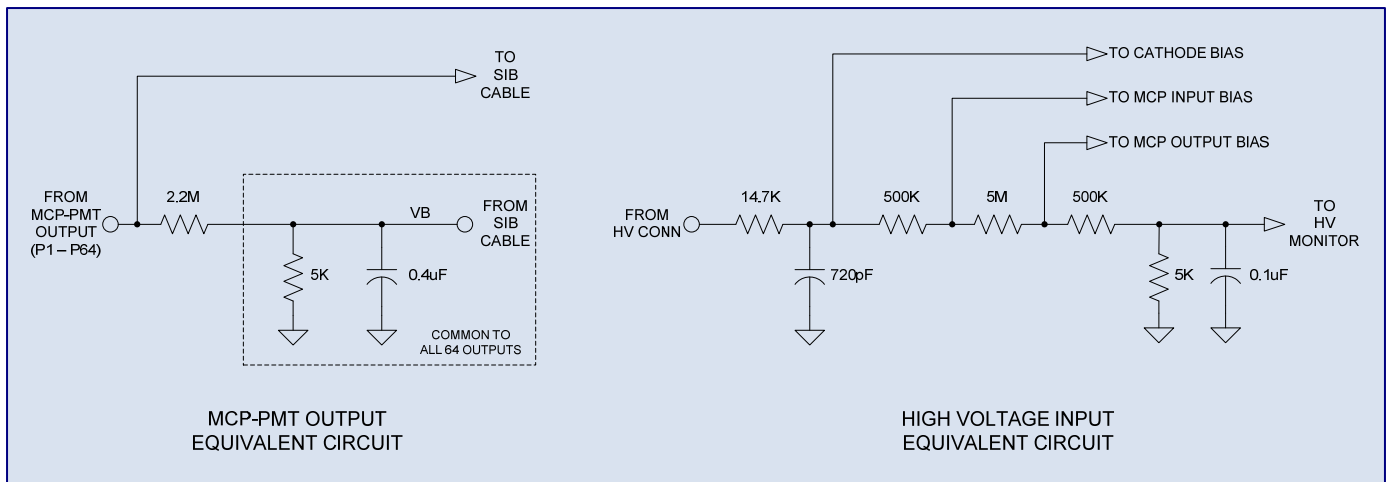 TO
SIB
CABLE
FROM
MCP-PMT
OUTPUT
(P1 – P64)
2.2M
VB
FROM
SIB
CABLE
5K
0.4uF
COMMON TO
ALL 64 OUTPUTS
MCP-PMT OUTPUT
EQUIVALENT CIRCUIT
TO CATHODE BIAS
TO MCP INPUT BIAS
TO MCP OUTPUT BIAS
FROM
HV CONN
14.7K
500K
5M
500K
TO
HV
MONITOR
720pF
5K
0.1uF
HIGH VOLTAGE INPUT
EQUIVALENT CIRCUIT